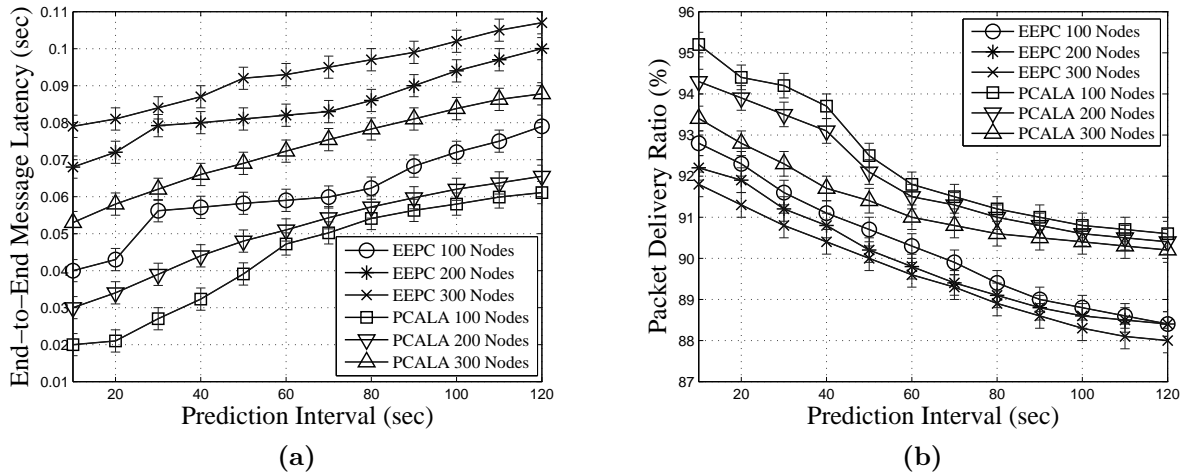 End−to−End Message Latency (sec)
0.11
0.1
0.09
0.08
0.07
0.06
0.05
0.04
0.03
0.02
0.01
20 40 60 80 100 120
Prediction Interval (sec)
EEPC 100 Nodes
EEPC 200 Nodes
EEPC 300 Nodes
PCALA 100 Nodes
PCALA 200 Nodes
PCALA 300 Nodes
(a)
Packet Delivery Ratio (%)
96
95
94
93
92
91
90
89
88
87
20 40 60 80 100 120
Prediction Interval (sec)
EEPC 100 Nodes
EEPC 200 Nodes
EEPC 300 Nodes
PCALA 100 Nodes
PCALA 200 Nodes
PCALA 300 Nodes
(b)